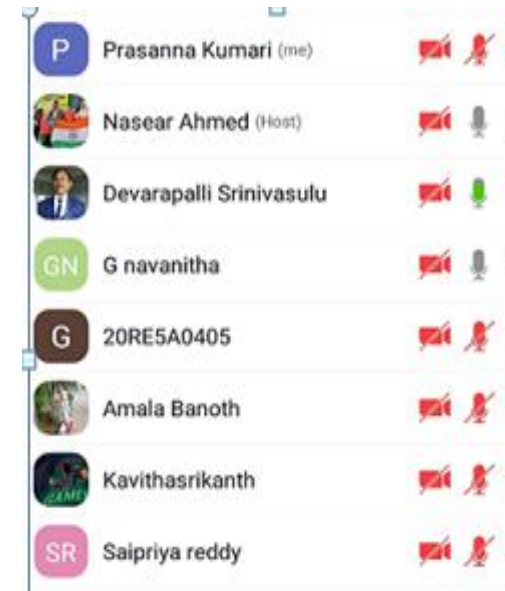 P Prasanna Kumari (me)
Nasear Ahmed (Host)
Devarapalli Srinivasulu
GN G navanitha
G 20RE5A0405
Amala Banoth
Kavithasrikanth
SR Saipriya reddy